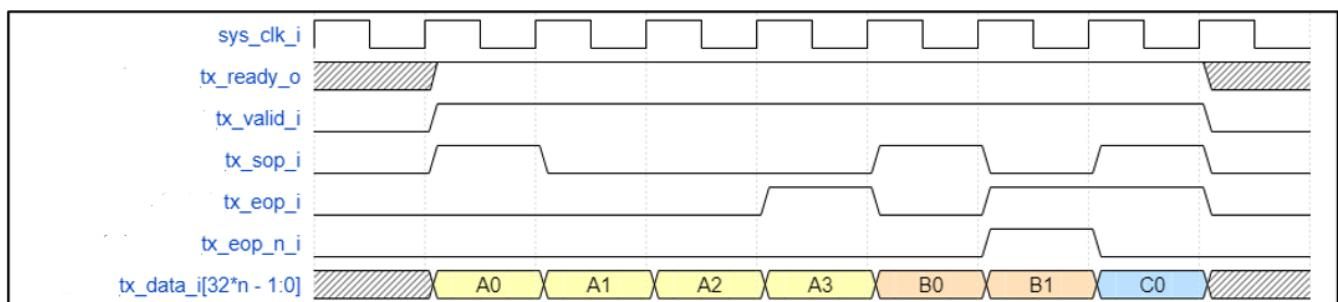 sys_clk_i
tx_ready_o
tx_valid_i
tx_sop_i
tx_eop_i
tx_eop_n_i
tx_data_i[32*n - 1:0] A0 A1 A2 A3 B0 B1 C0